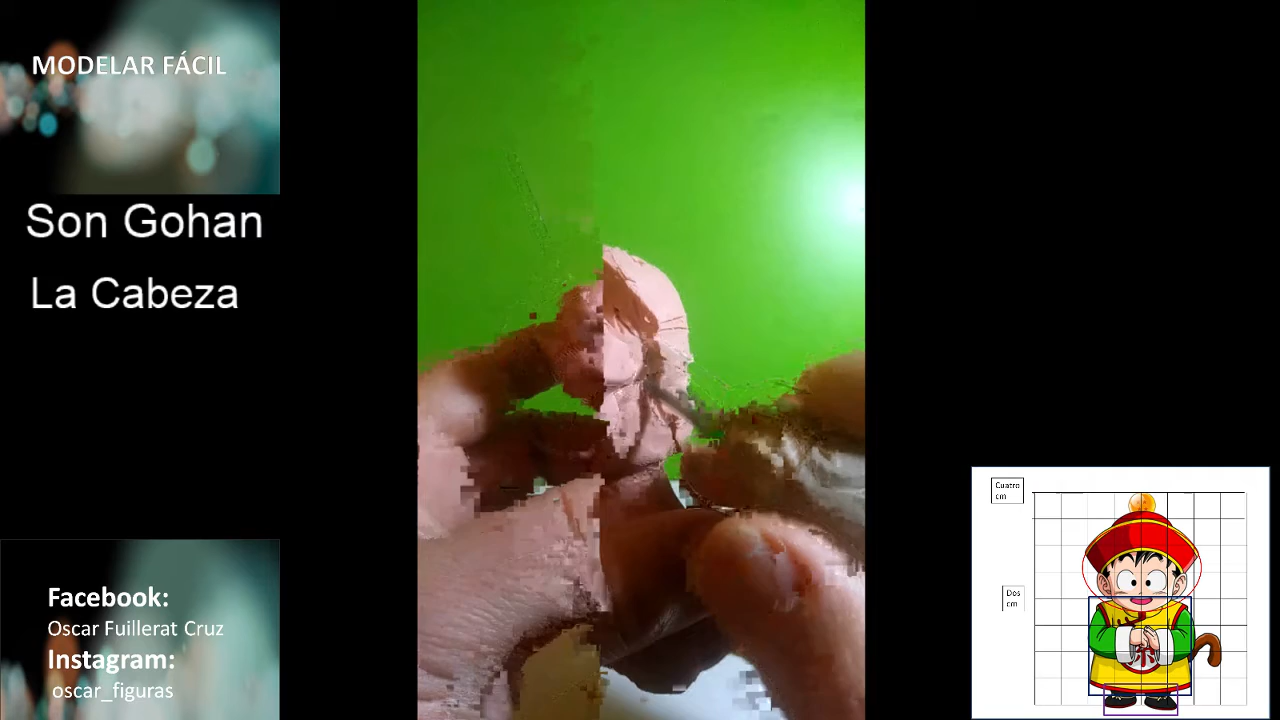 MODELAR FÁCIL
Son Gohan
La Cabeza
Facebook:
Oscar Fuillerat Cruz
Instagram:
oscar_figuras
Cuatro
cm
Dos
cm